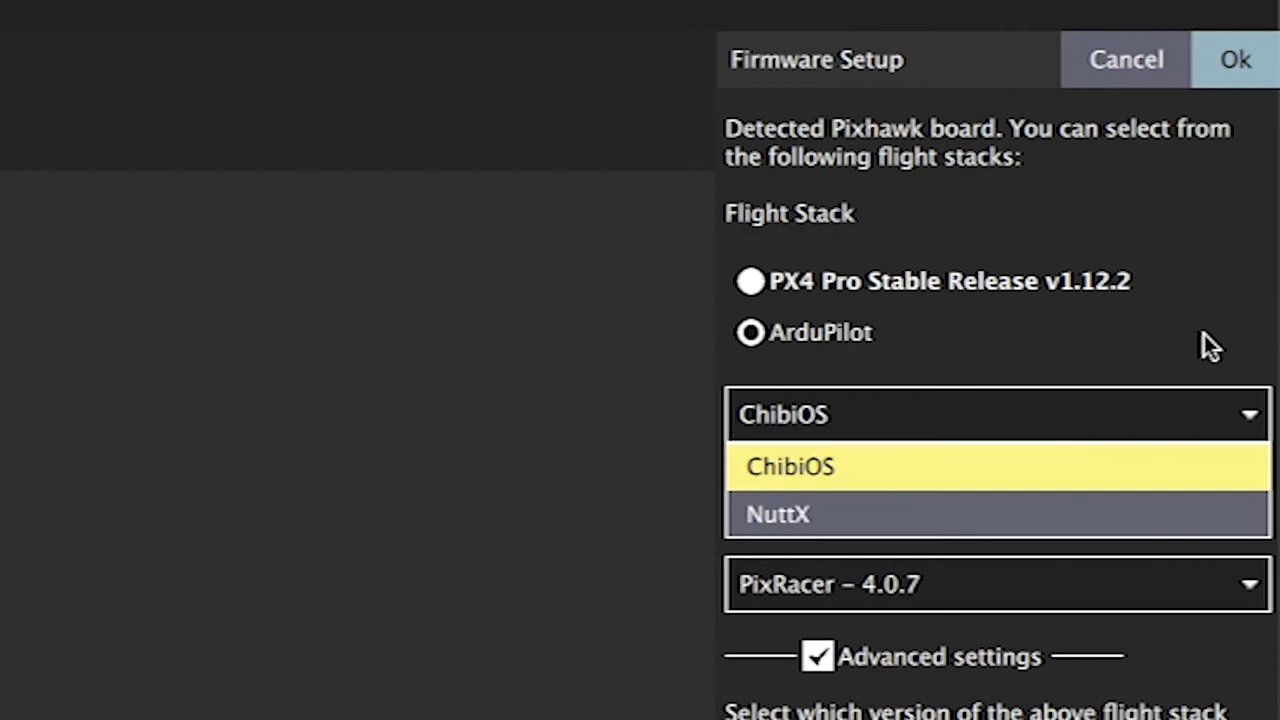 Firmware Setup
Cancel
Ok
Detected Pixhawk board. You can select from
the following flight stacks:
Flight Stack
PX4 Pro Stable Release v1.12.2
ArduPilot
ChibiOS
ChibiOS
NuttX
PixRacer – 4.0.7
Advanced settings
Select which version of the above flight stack